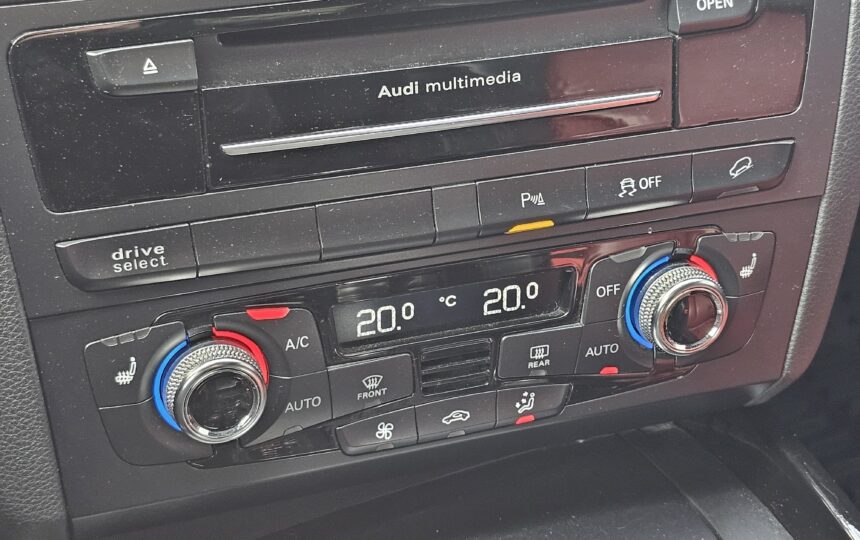 OPEN
Audi multimedia
drive
select
P
OFF
20.0 °C 20.0
OFF
A/C
AUTO
FRONT
REAR
AUTO